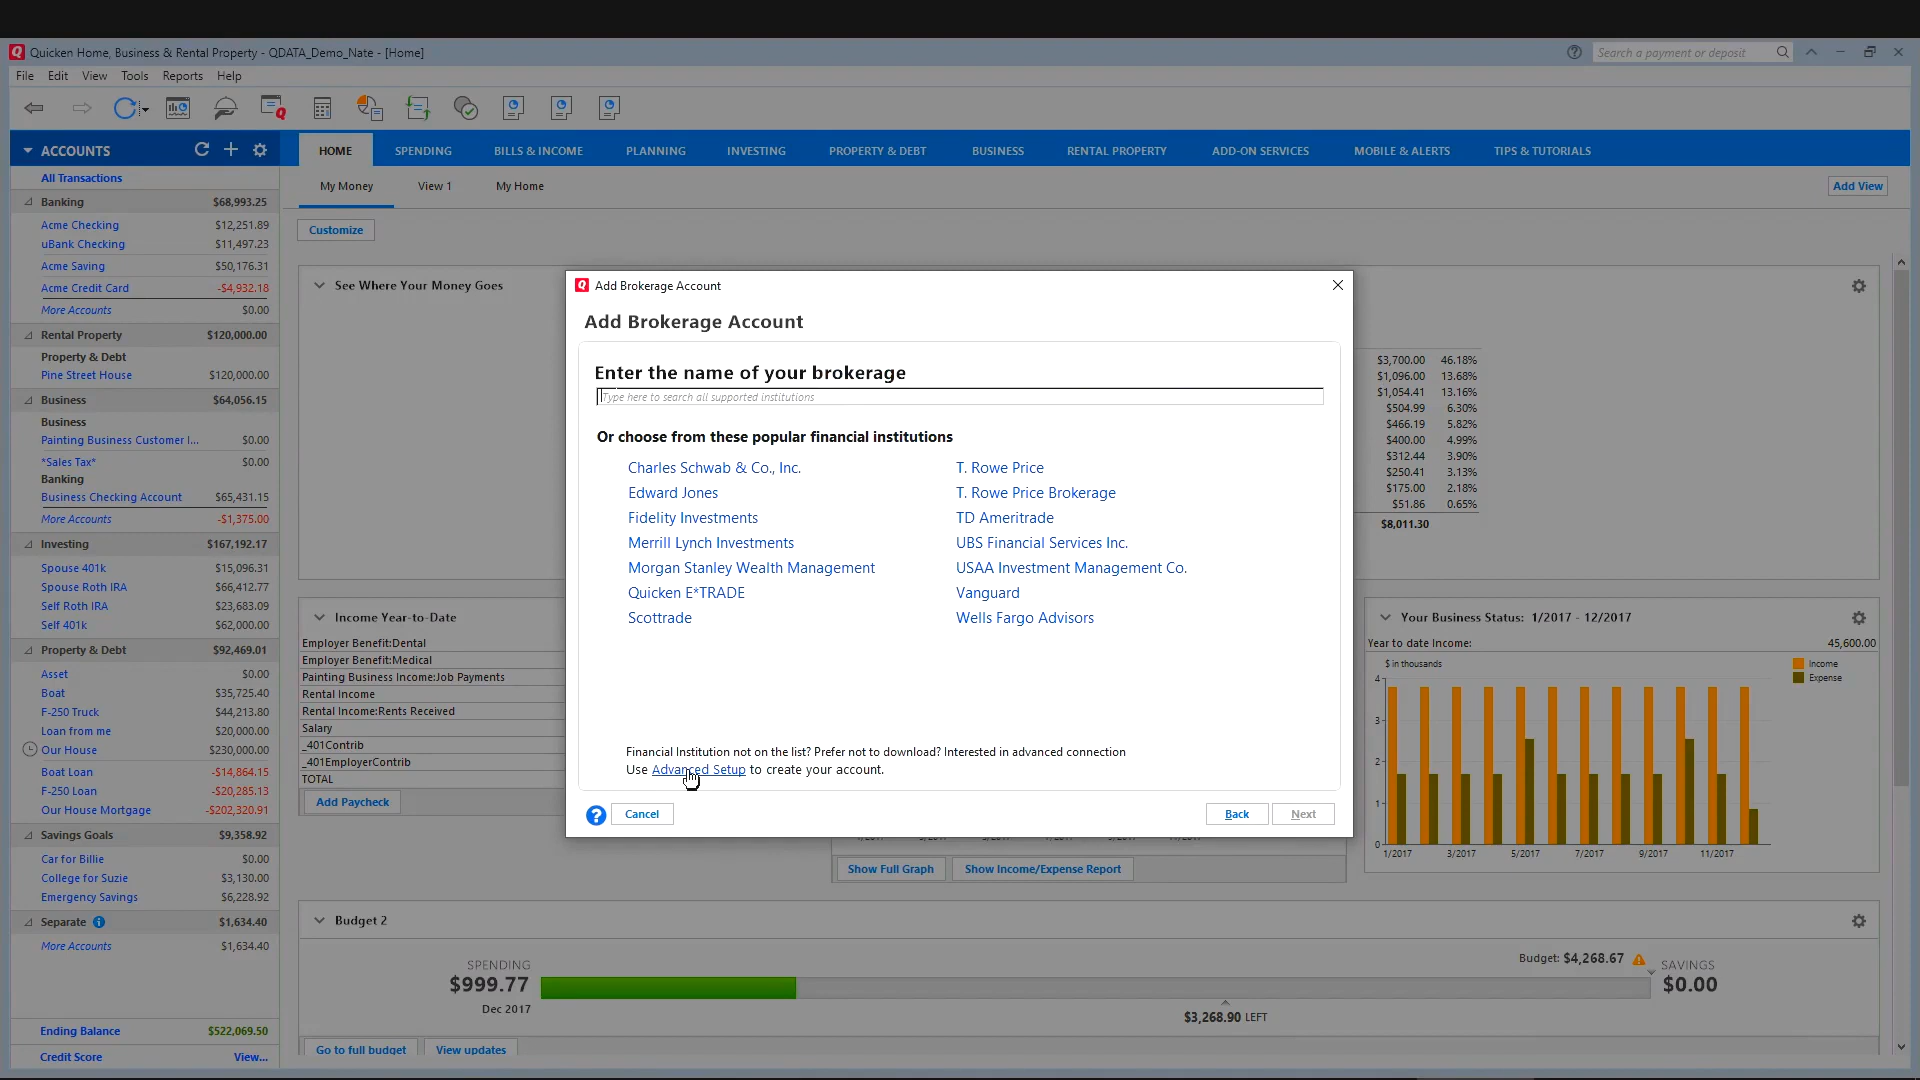 Quicken Home, Business & Rental Property - QDATA_Demo_Nate - [Home]
Search a payment or deposit
File Edit View Tools Reports Help
ACCOUNTS
HOME SPENDING BILLS & INCOME PLANNING INVESTING PROPERTY & DEBT BUSINESS RENTAL PROPERTY ADD-ON SERVICES MOBILE & ALERTS TIPS & TUTORIALS
My Money View 1 My Home
Add View
Customize
All Transactions
Banking $68,993.25
Acme Checking $12,251.89
uBank Checking $11,497.23
Acme Saving $50,176.31
Acme Credit Card -$4,932.18
More Accounts $0.00
Rental Property $120,000.00
Property & Debt
Pine Street House $120,000.00
Business $64,056.15
Business
Painting Business Customer I... $0.00
*Sales Tax* $0.00
Banking
Business Checking Account $65,431.15
More Accounts -$1,375.00
Investing $167,192.17
Spouse 401k $15,096.31
Spouse Roth IRA $66,412.77
Self Roth IRA $23,683.09
Self 401k $62,000.00
Property & Debt $92,469.01
Asset $0.00
Boat $35,725.40
F-250 Truck $44,213.80
Loan from me $20,000.00
Our House $230,000.00
Boat Loan -$14,864.15
F-250 Loan -$20,285.13
Our House Mortgage -$202,320.91
Savings Goals $9,358.92
Car for Billie $0.00
College for Suzie $3,130.00
Emergency Savings $6,228.92
Separate $1,634.40
More Accounts $1,634.40
Ending Balance $522,069.50
Credit Score View...
See Where Your Money Goes
$3,700.00 46.18%
$1,096.00 13.68%
$1,054.41 13.16%
$504.99 6.30%
$466.19 5.82%
$400.00 4.99%
$312.44 3.90%
$250.41 3.13%
$175.00 2.18%
$51.86 0.65%
$8,011.30
Income Year-to-Date
Employer Benefit:Dental
Employer Benefit:Medical
Painting Business Income:Job Payments
Rental Income
Rental Income:Rents Received
Salary
_401Contrib
_401EmployerContrib
TOTAL
Add Paycheck
Add Brokerage Account
Add Brokerage Account
Enter the name of your brokerage
Type here to search all supported institutions
Or choose from these popular financial institutions
Charles Schwab & Co., Inc. T. Rowe Price
Edward Jones T. Rowe Price Brokerage
Fidelity Investments TD Ameritrade
Merrill Lynch Investments UBS Financial Services Inc.
Morgan Stanley Wealth Management USAA Investment Management Co.
Quicken E*TRADE Vanguard
Scottrade Wells Fargo Advisors
Financial Institution not on the list? Prefer not to download? Interested in advanced connection
Use Advanced Setup to create your account.
? Cancel Back Next
Show Full Graph Show Income/Expense Report
Your Business Status: 1/2017 - 12/2017
Year to date Income: 45,600.00
$ in thousands
Income
Expense
4
3
2
1
0
1/2017 3/2017 5/2017 7/2017 9/2017 11/2017
Budget 2
SPENDING
$999.77
Dec 2017
Budget: $4,268.67
SAVINGS
$0.00
$3,268.90 LEFT
Go to full budget View updates